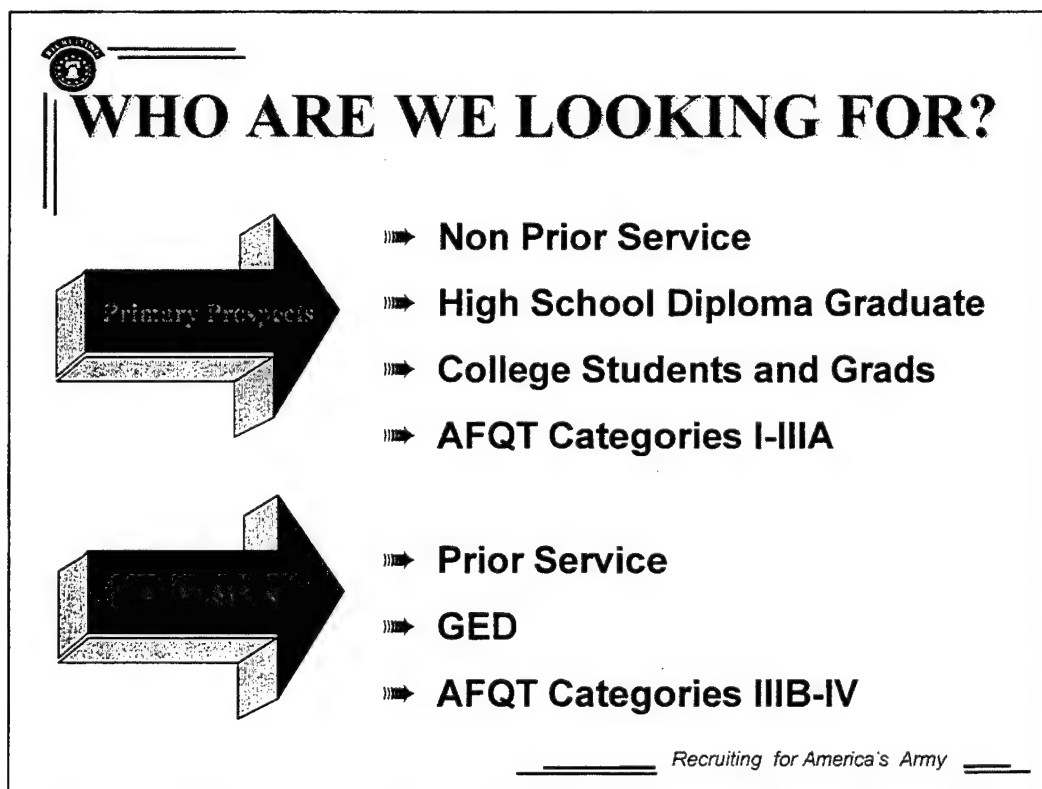 RECRUITING
WHO ARE WE LOOKING FOR?
Primary Prospects
Non Prior Service
High School Diploma Graduate
College Students and Grads
AFQT Categories I-IIIA
Prior Service
GED
AFQT Categories IIIB-IV
Recruiting for America's Army